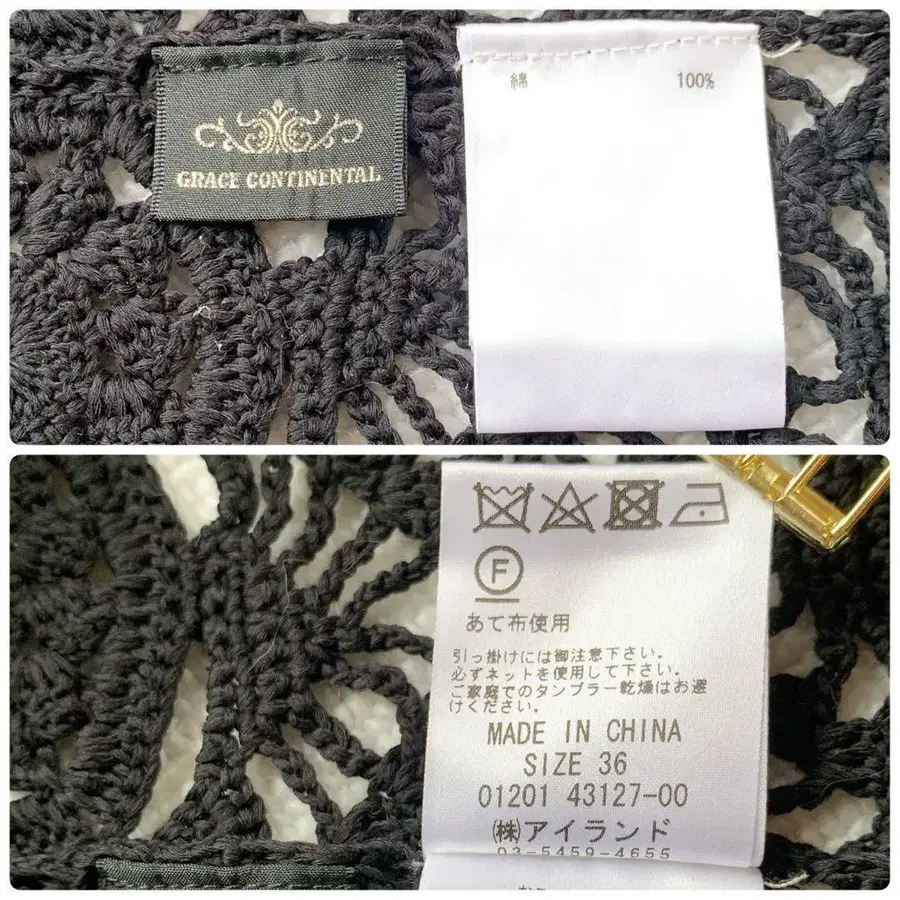 GRACE CONTINENTAL
綿 100%
F
あて布使用
引っ掛けには御注意下さい。
必ずネットを使用して下さい。
ご家庭でのタンブラー乾燥はお避
けください。
MADE IN CHINA
SIZE 36
01201 43127-00
(株)アイランド
03-5459-4655